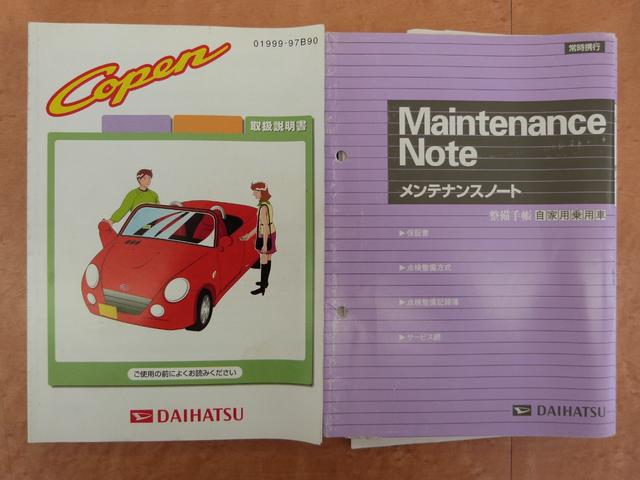 Copen
01999-97B90
取扱説明書
ご使用の前によくお読みください
DAIHATSU
常時携行
Maintenance
Note
メンテナンスノート
整備手帳 自家用乗用車
▶保証書
▶点検整備方式
▶点検整備記録簿
▶サービス網
DAIHATSU